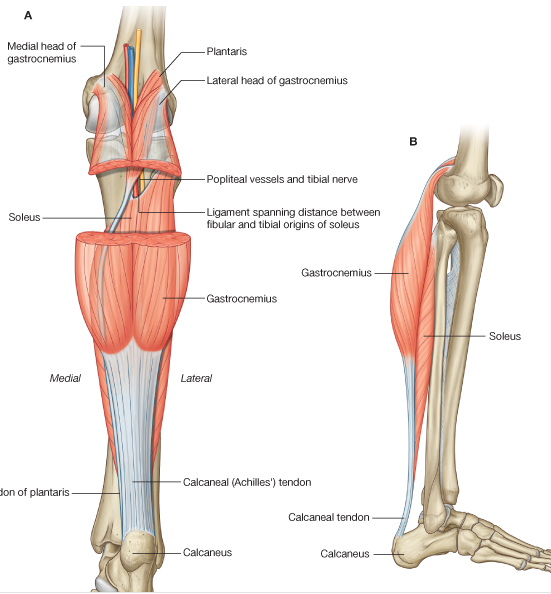 A
Medial head of
gastrocnemius
Plantaris
Lateral head of gastrocnemius
B
Popliteal vessels and tibial nerve
Soleus
Ligament spanning distance between
fibular and tibial origins of soleus
Gastrocnemius
Gastrocnemius
Soleus
Medial
Lateral
Calcaneal (Achilles') tendon
don of plantaris
Calcaneal tendon
Calcaneus
Calcaneus